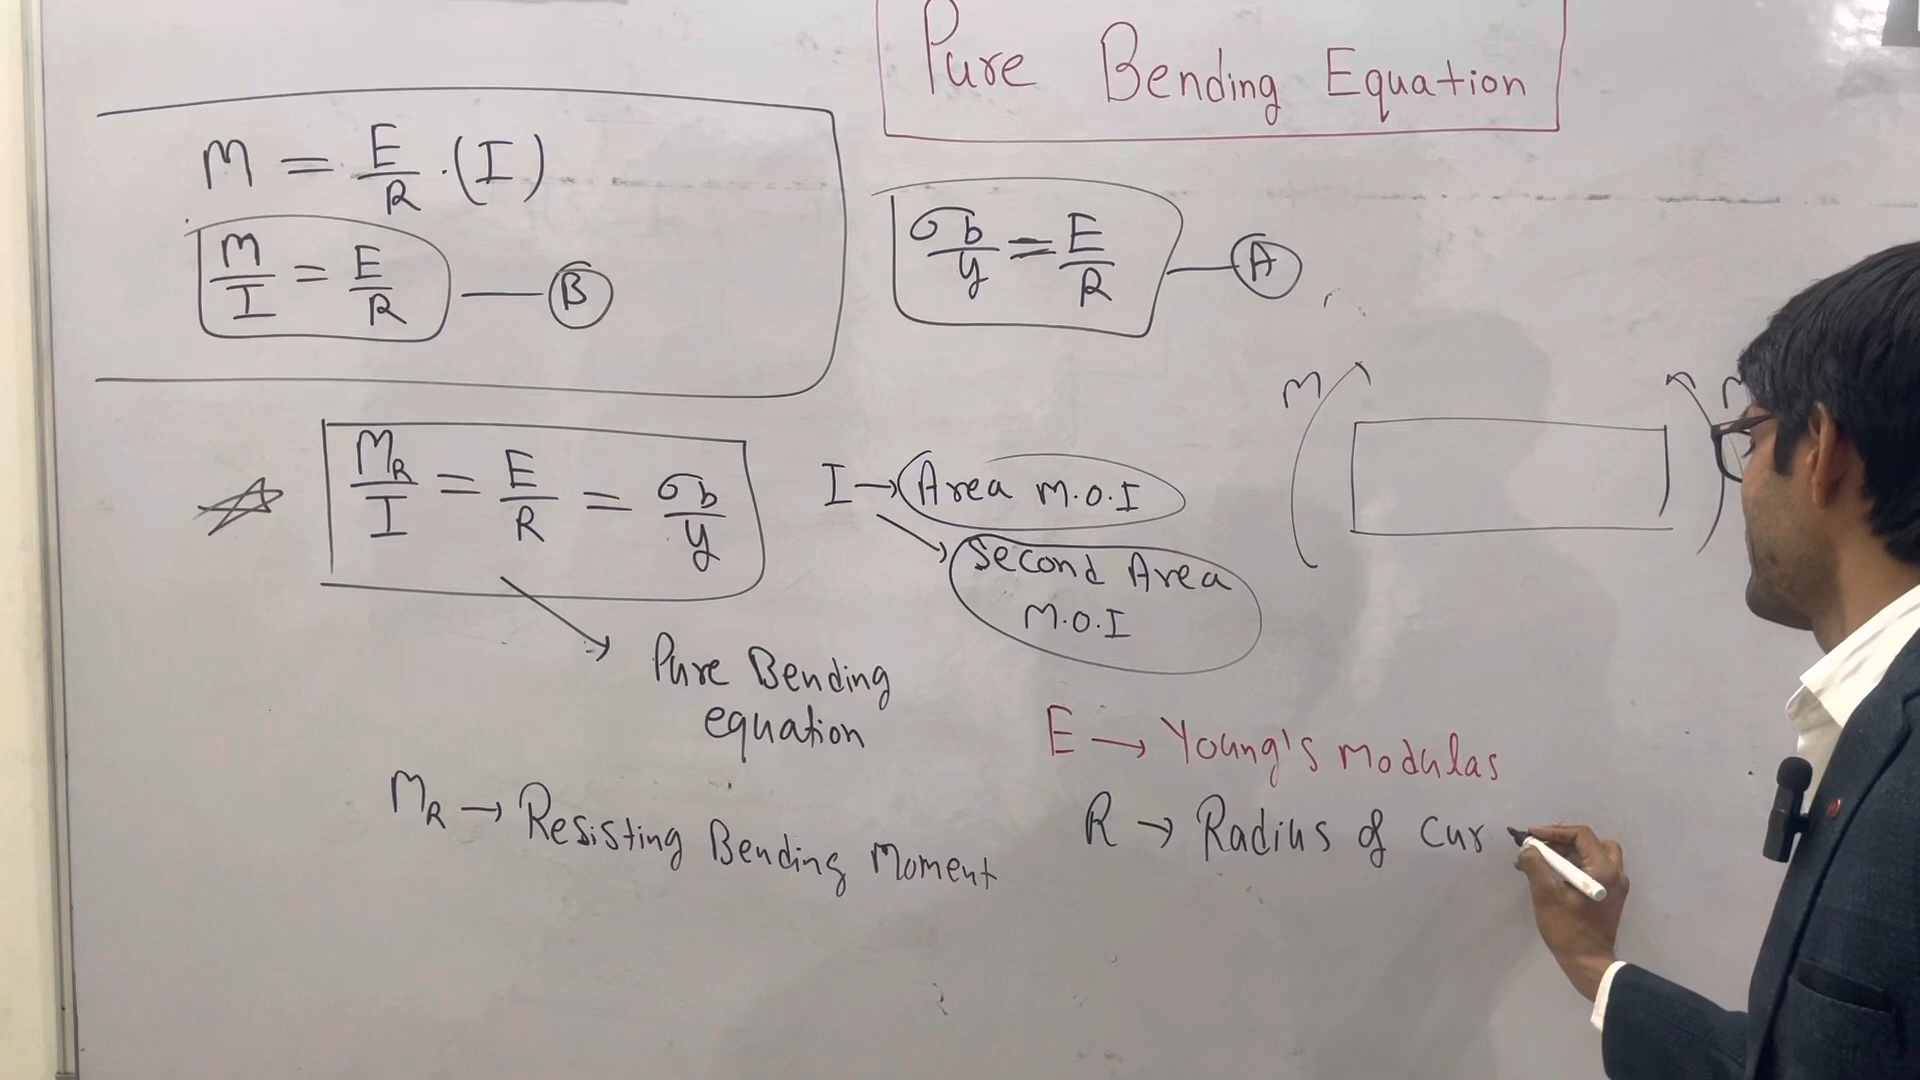 Pure Bending Equation
M = E/R . (I)
M/I = E/R — B
σb/y = E/R — A
M M
MR/I = E/R = σb/y
I → Area M.O.I
→ Second Area
M.O.I
→ Pure Bending
equation
E → Young's Modulas
MR → Resisting Bending Moment
R → Radius of Cur